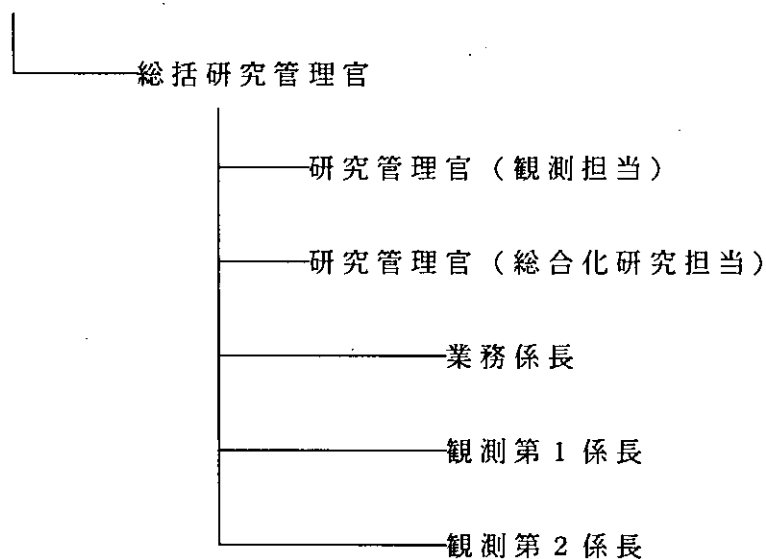 総括研究管理官
研究管理官（観測担当）
研究管理官（総合化研究担当）
業務係長
観測第1係長
観測第2係長